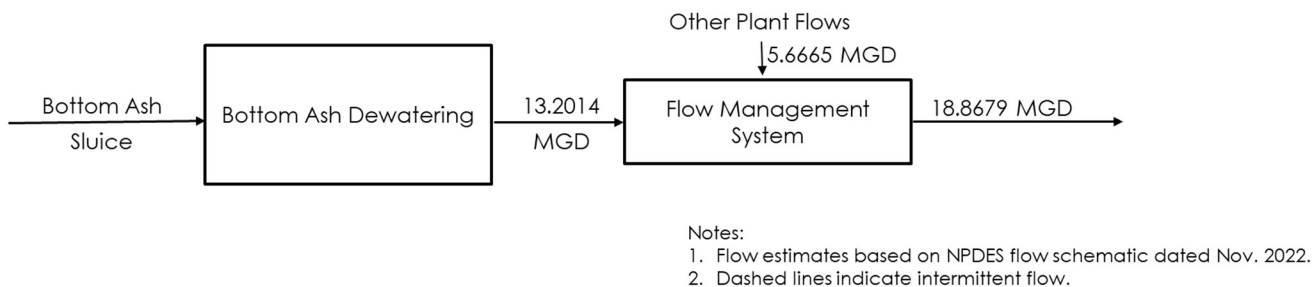 Other Plant Flows
5.6665 MGD
Bottom Ash
Sluice
Bottom Ash Dewatering
13.2014
MGD
Flow Management
System
18.8679 MGD
Notes:
1. Flow estimates based on NPDES flow schematic dated Nov. 2022.
2. Dashed lines indicate intermittent flow.